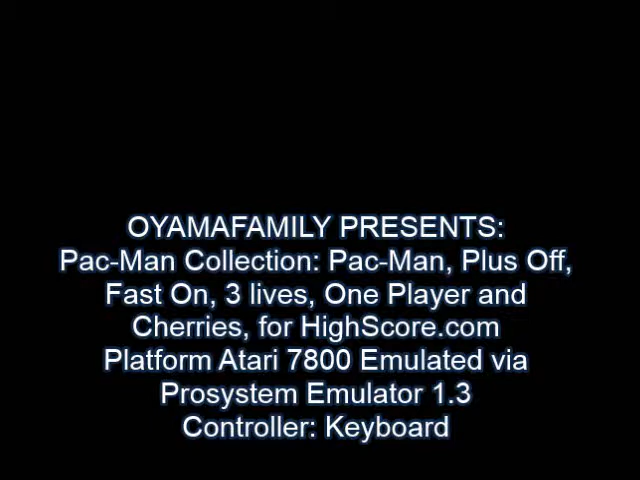 OYAMAFAMILY PRESENTS:
Pac-Man Collection: Pac-Man, Plus Off,
Fast On, 3 lives, One Player and
Cherries, for HighScore.com
Platform Atari 7800 Emulated via
Prosystem Emulator 1.3
Controller: Keyboard